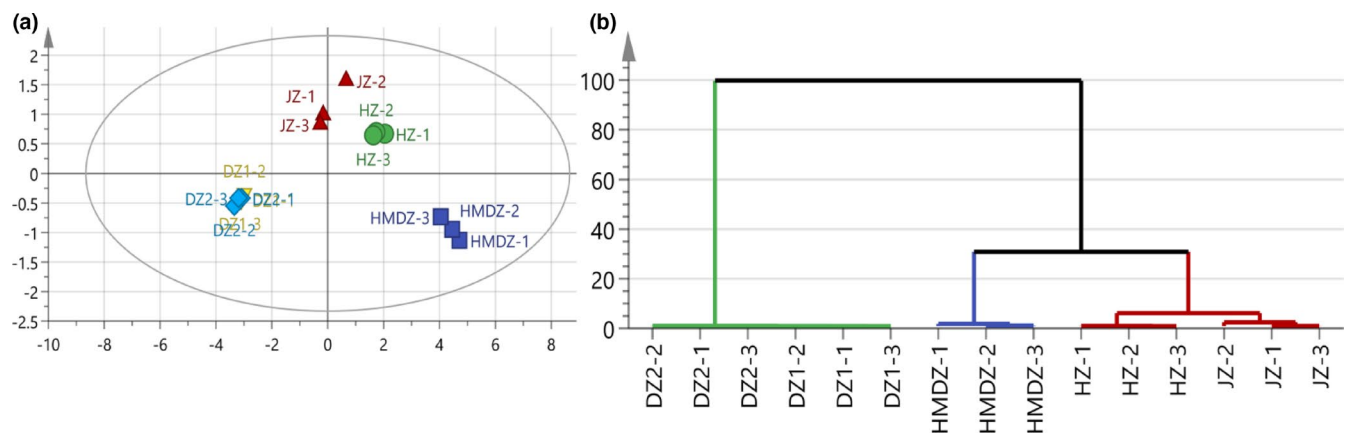 (a)
2
1.5
1
0.5
0
-0.5
-1
-1.5
-2
-2.5
-10
-8
-6
-4
-2
0
2
4
6
8
JZ-2
JZ-1
JZ-3
HZ-2
HZ-1
HZ-3
DZ1-2
DZ2-3
DZ2-1
DZ1-3
DZ2-2
HMDZ-2
HMDZ-3
HMDZ-1
(b)
100
80
60
40
20
0
DZ2-2
DZ2-1
DZ2-3
DZ1-2
DZ1-1
DZ1-3
HMDZ-1
HMDZ-2
HMDZ-3
HZ-1
HZ-2
HZ-3
JZ-2
JZ-1
JZ-3